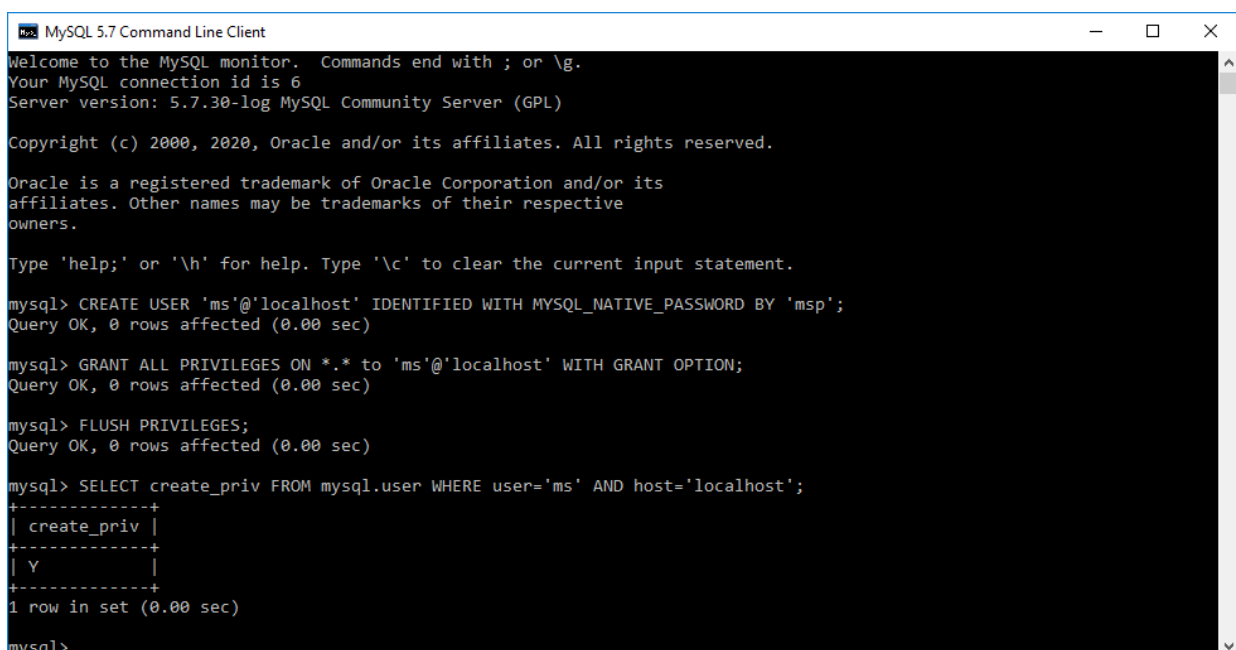 MySQL 5.7 Command Line Client
Welcome to the MySQL monitor.  Commands end with ; or \g.
Your MySQL connection id is 6
Server version: 5.7.30-log MySQL Community Server (GPL)
Copyright (c) 2000, 2020, Oracle and/or its affiliates. All rights reserved.
Oracle is a registered trademark of Oracle Corporation and/or its
affiliates. Other names may be trademarks of their respective
owners.
Type 'help;' or '\h' for help. Type '\c' to clear the current input statement.
mysql> CREATE USER 'ms'@'localhost' IDENTIFIED WITH MYSQL_NATIVE_PASSWORD BY 'msp';
Query OK, 0 rows affected (0.00 sec)
mysql> GRANT ALL PRIVILEGES ON *.* to 'ms'@'localhost' WITH GRANT OPTION;
Query OK, 0 rows affected (0.00 sec)
mysql> FLUSH PRIVILEGES;
Query OK, 0 rows affected (0.00 sec)
mysql> SELECT create_priv FROM mysql.user WHERE user='ms' AND host='localhost';
+-------------+
| create_priv |
+-------------+
| Y           |
+-------------+
1 row in set (0.00 sec)
mysql>